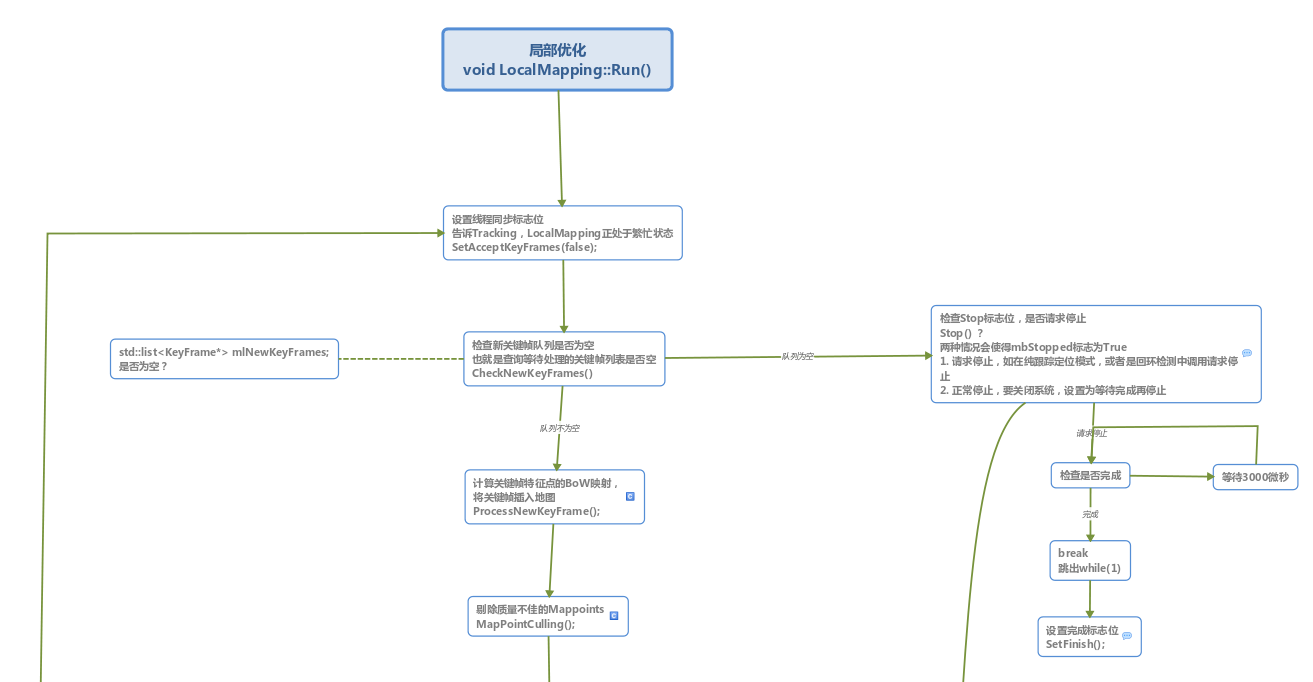 局部优化
void LocalMapping::Run()
设置线程同步标志位
告诉Tracking，LocalMapping正处于繁忙状态
SetAcceptKeyFrames(false);
std::list<KeyFrame*> mlNewKeyFrames;
是否为空？
检查新关键帧队列是否为空
也就是查询等待处理的关键帧列表是否空
CheckNewKeyFrames()
队列为空
检查Stop标志位，是否请求停止
Stop() ？
两种情况会使得mbStopped标志为True
1. 请求停止，如在纯跟踪定位模式，或者是回环检测中调用请求停
止
2. 正常停止，要关闭系统，设置为等待完成再停止
队列不为空
请求停止
计算关键帧特征点的BoW映射，
将关键帧插入地图
ProcessNewKeyFrame();
检查是否完成
等待3000微秒
完成
break
跳出while(1)
剔除质量不佳的Mappoints
MapPointCulling();
设置完成标志位
SetFinish();